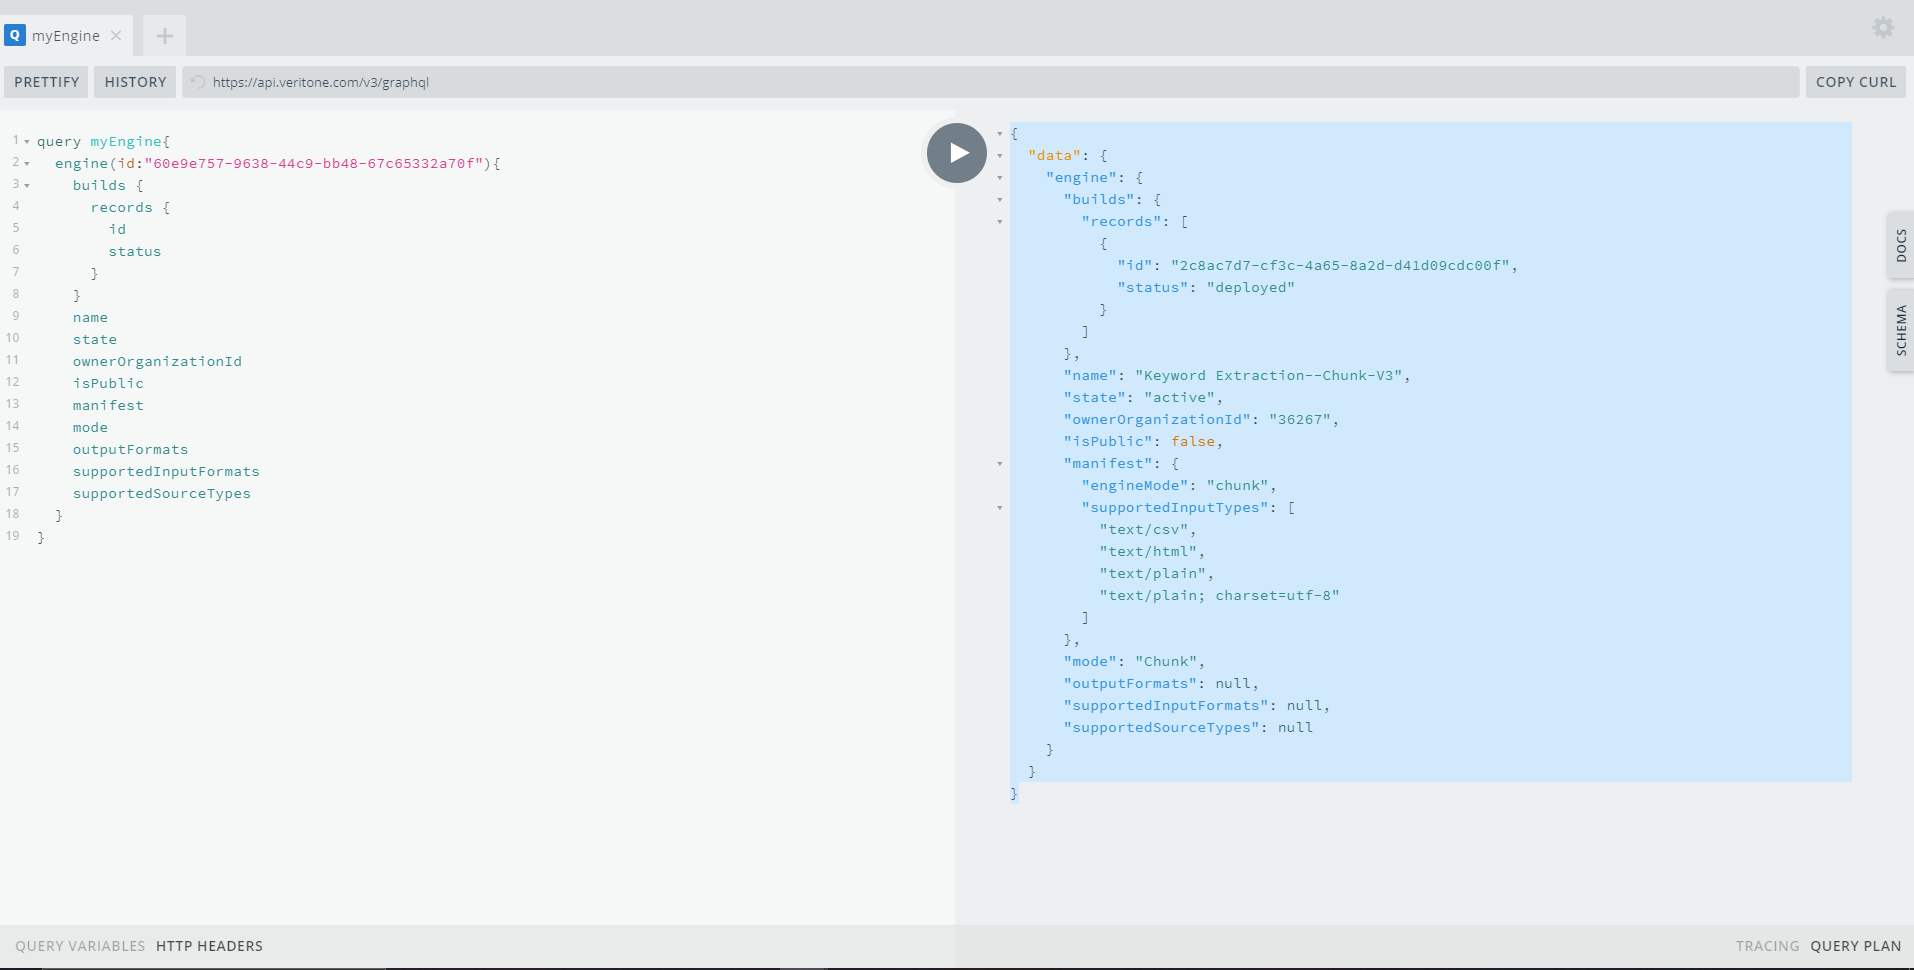 Q myEngine
PRETTIFY HISTORY https://api.veritone.com/v3/graphql COPY CURL
1 query myEngine{
2 engine(id:"60e9e757-9638-44c9-bb48-67c65332a70f"){
3 builds {
4 records {
5 id
6 status
7 }
8 }
9 name
10 state
11 ownerOrganizationId
12 isPublic
13 manifest
14 mode
15 outputFormats
16 supportedInputFormats
17 supportedSourceTypes
18 }
19 }
{
"data": {
"engine": {
"builds": {
"records": [
{
"id": "2c8ac7d7-cf3c-4a65-8a2d-d41d09cdc00f",
"status": "deployed"
}
]
},
"name": "Keyword Extraction--Chunk-V3",
"state": "active",
"ownerOrganizationId": "36267",
"isPublic": false,
"manifest": {
"engineMode": "chunk",
"supportedInputTypes": [
"text/csv",
"text/html",
"text/plain",
"text/plain; charset=utf-8"
]
},
"mode": "Chunk",
"outputFormats": null,
"supportedInputFormats": null,
"supportedSourceTypes": null
}
}
}
DOCS
SCHEMA
QUERY VARIABLES HTTP HEADERS
TRACING QUERY PLAN